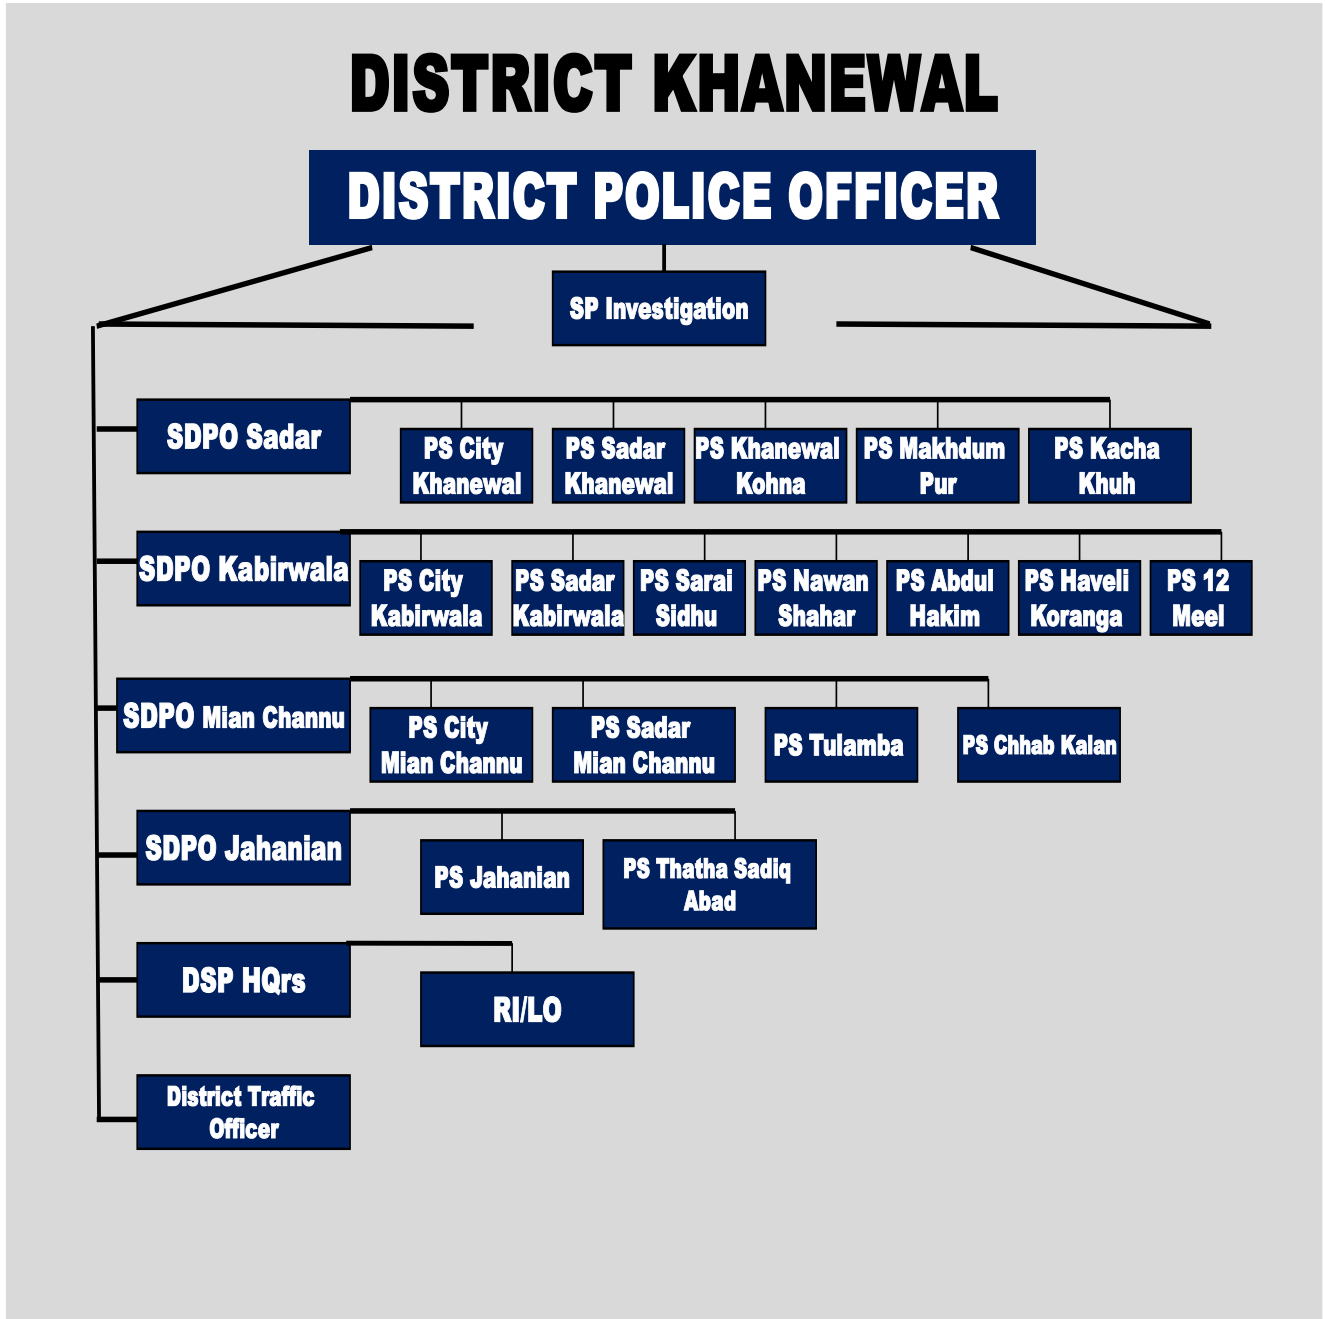 DISTRICT KHANEWAL
DISTRICT POLICE OFFICER
SP Investigation
SDPO Sadar
PS City
Khanewal
PS Sadar
Khanewal
PS Khanewal
Kohna
PS Makhdum
Pur
PS Kacha
Khuh
SDPO Kabirwala
PS City
Kabirwala
PS Sadar
Kabirwala
PS Sarai
Sidhu
PS Nawan
Shahar
PS Abdul
Hakim
PS Haveli
Koranga
PS 12
Meel
SDPO Mian Channu
PS City
Mian Channu
PS Sadar
Mian Channu
PS Tulamba
PS Chhab Kalan
SDPO Jahanian
PS Jahanian
PS Thatha Sadiq
Abad
DSP HQrs
RI/LO
District Traffic
Officer